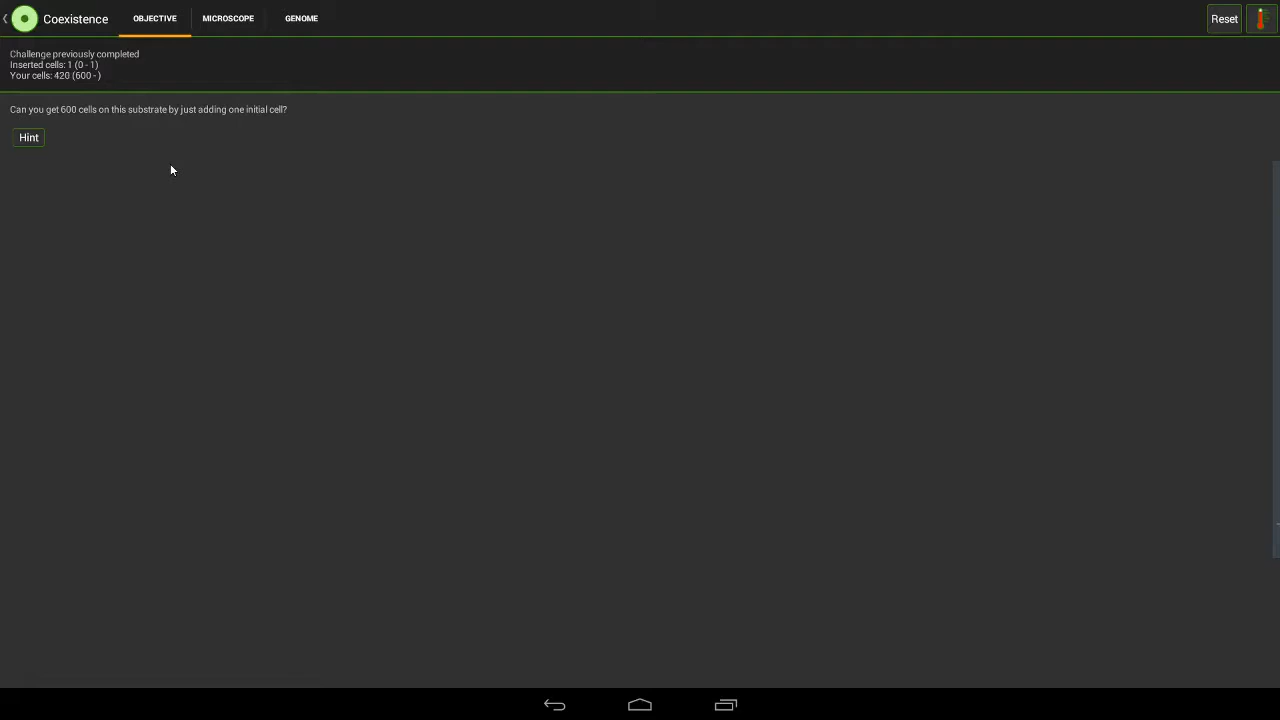 Coexistence OBJECTIVE MICROSCOPE GENOME Reset
Challenge previously completed
Inserted cells: 1 (0 - 1)
Your cells: 420 (600 - )
Can you get 600 cells on this substrate by just adding one initial cell?
Hint